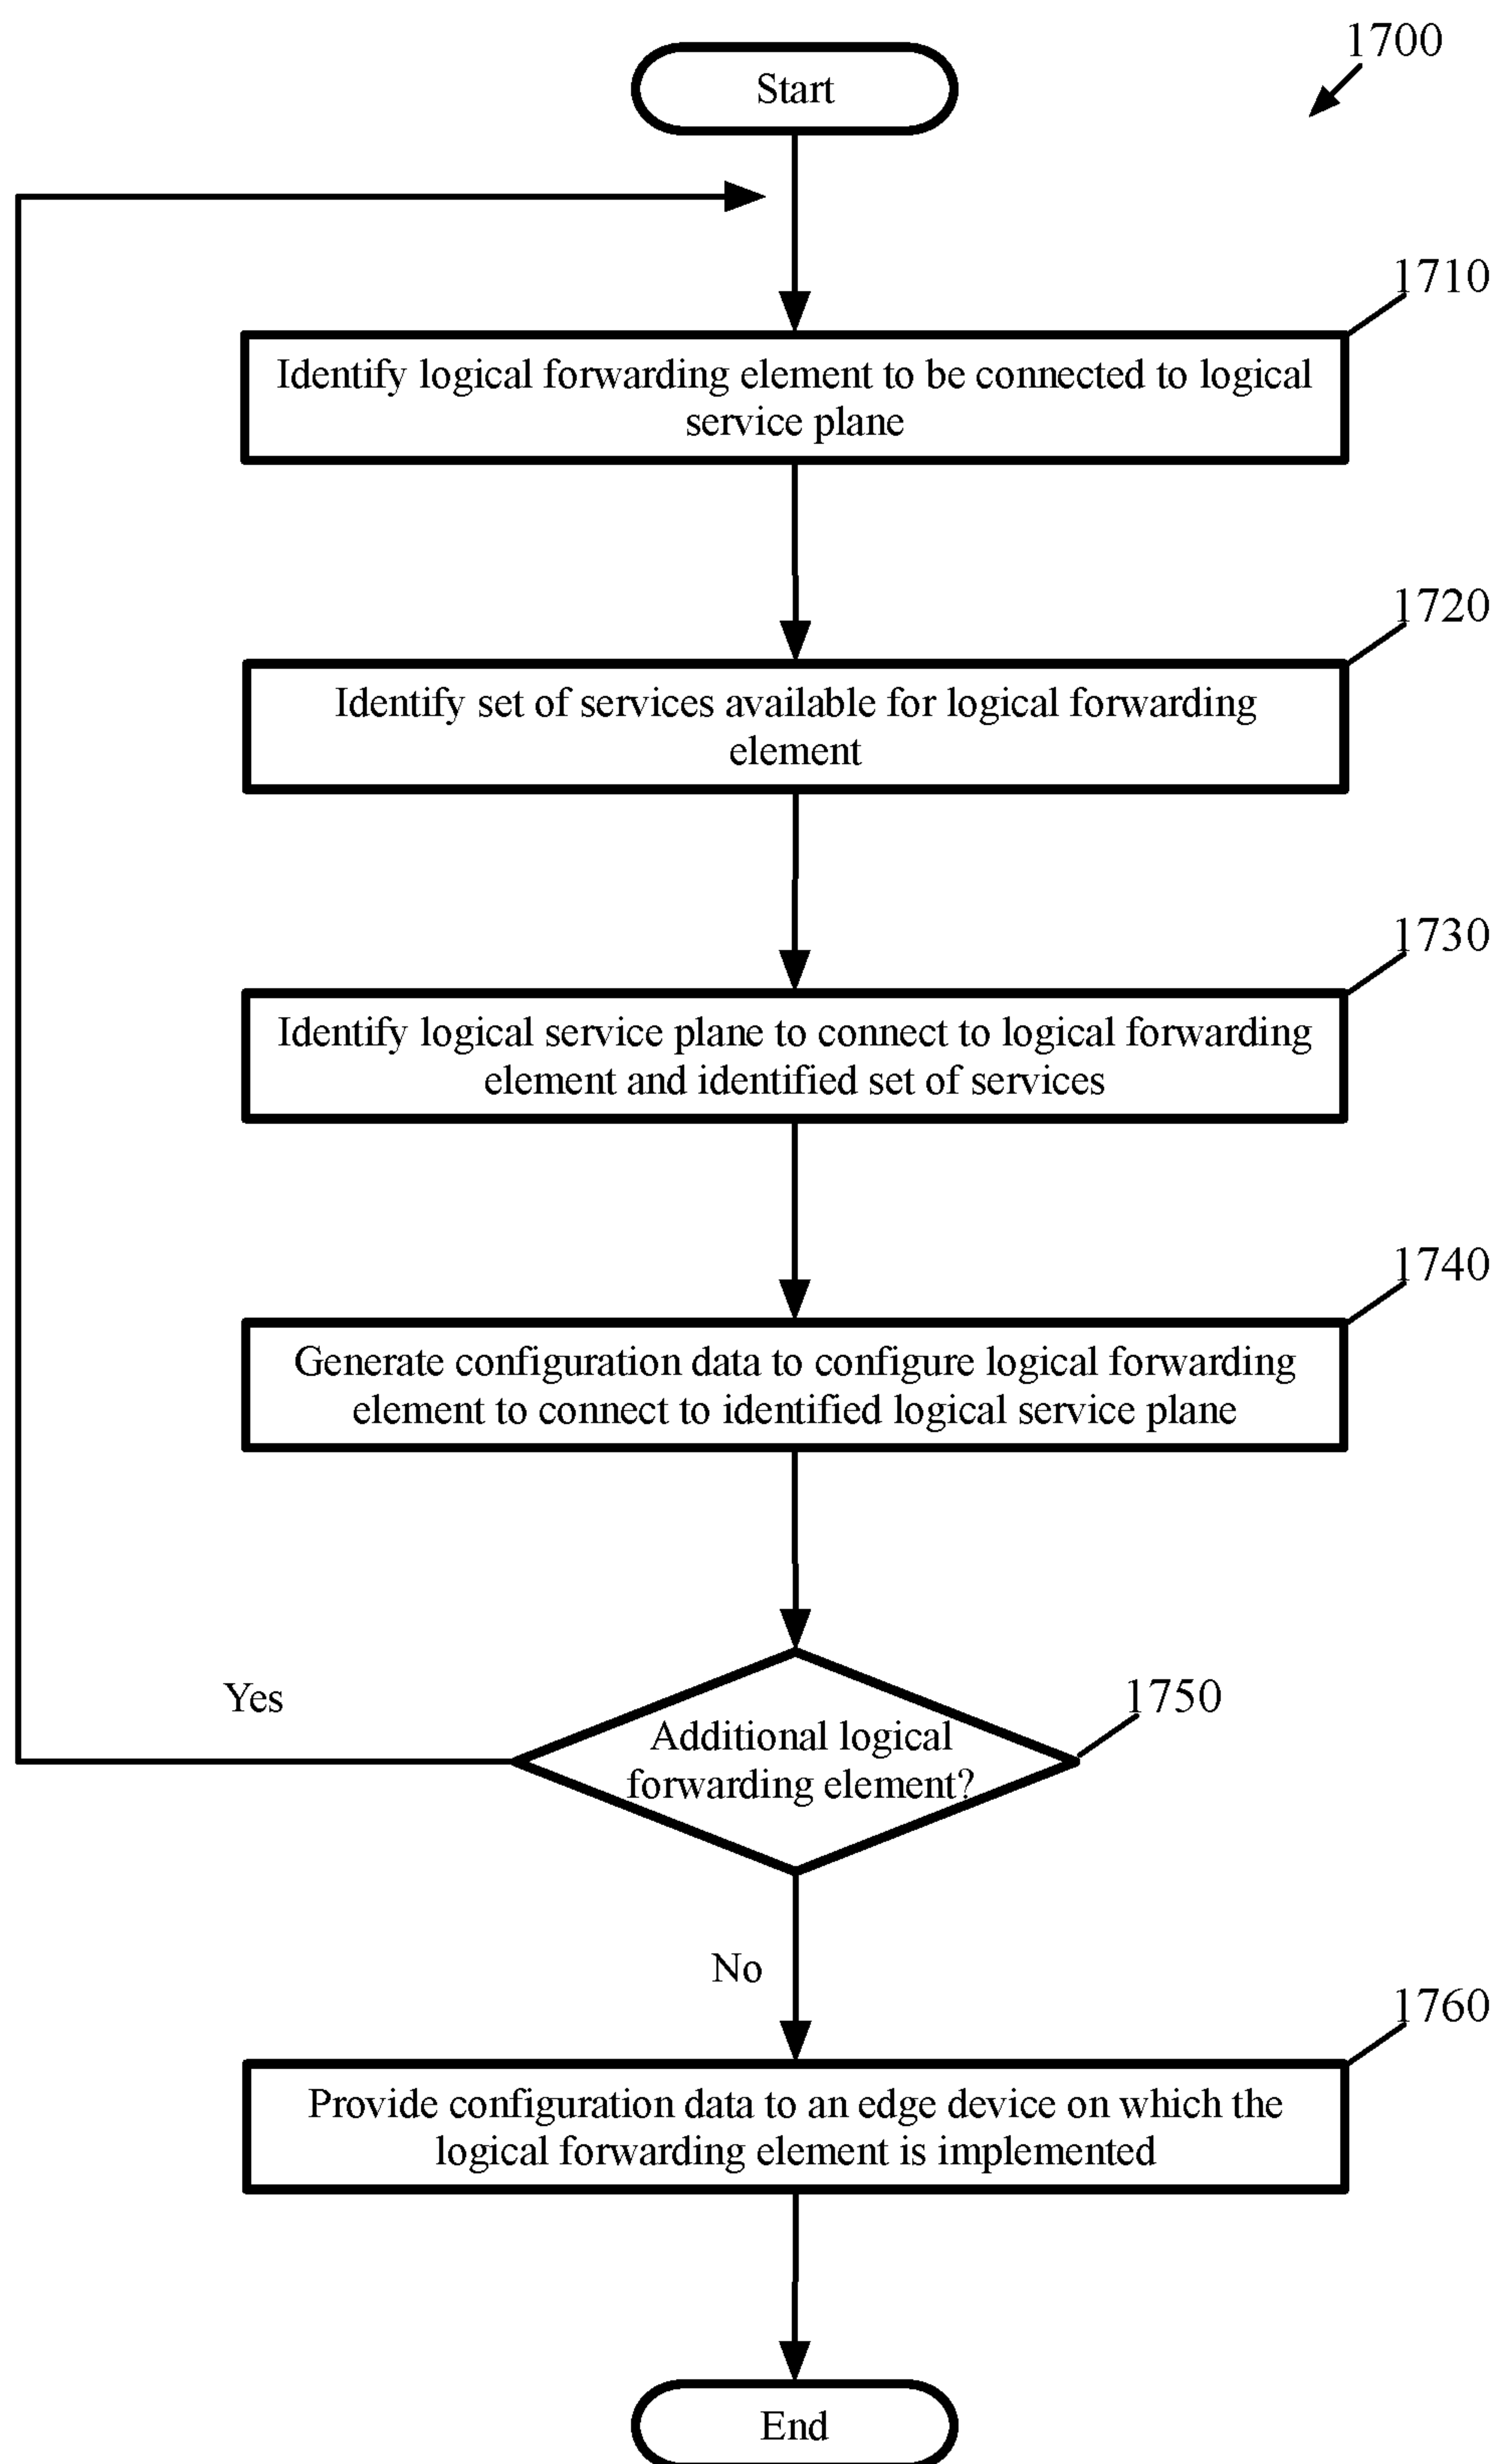 1700
Start
1710
Identify logical forwarding element to be connected to logical
service plane
1720
Identify set of services available for logical forwarding
element
1730
Identify logical service plane to connect to logical forwarding
element and identified set of services
1740
Generate configuration data to configure logical forwarding
element to connect to identified logical service plane
Yes
1750
Additional logical
forwarding element?
No
1760
Provide configuration data to an edge device on which the
logical forwarding element is implemented
End